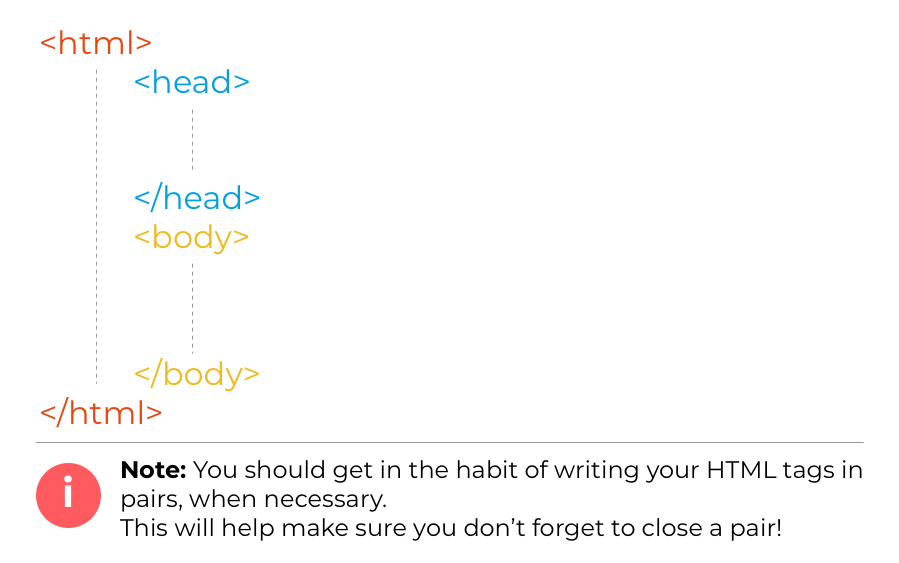 <html>
<head>
</head>
<body>
</body>
</html>
i
Note: You should get in the habit of writing your HTML tags in
pairs, when necessary.
This will help make sure you don’t forget to close a pair!